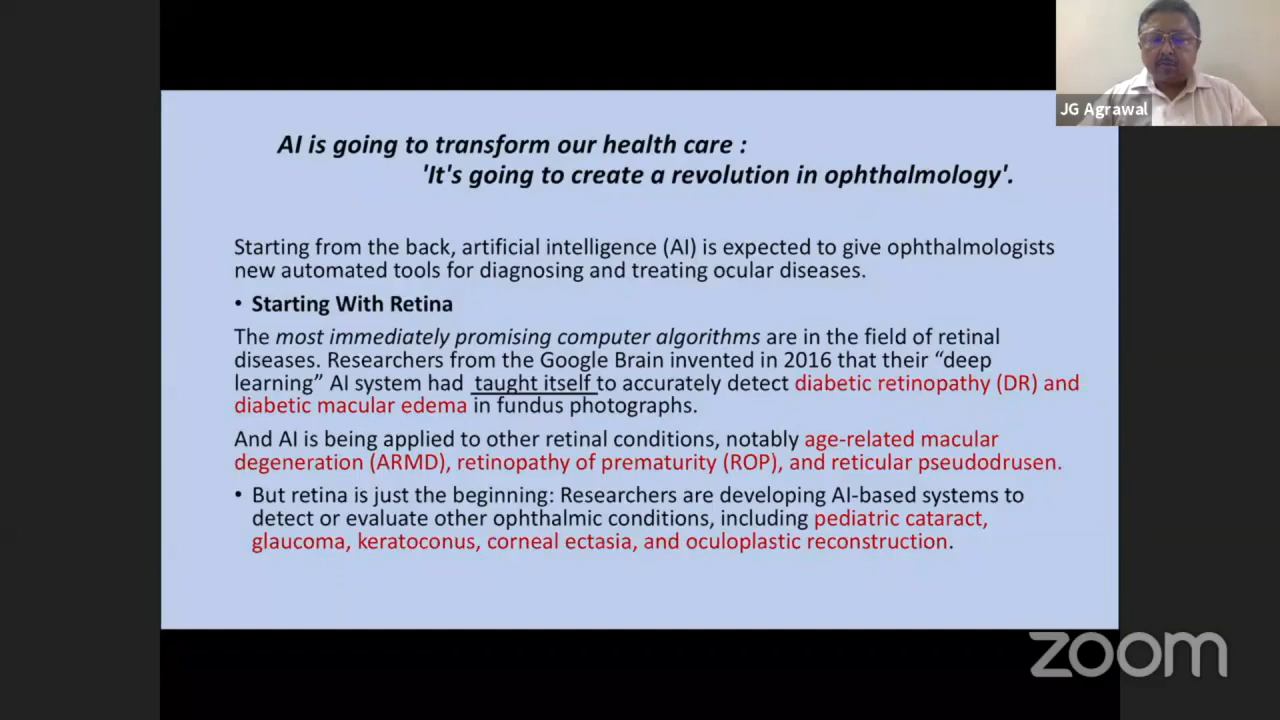 JG Agrawal
AI is going to transform our health care :
'It's going to create a revolution in ophthalmology'.
Starting from the back, artificial intelligence (AI) is expected to give ophthalmologists
new automated tools for diagnosing and treating ocular diseases.
• Starting With Retina
The most immediately promising computer algorithms are in the field of retinal
diseases. Researchers from the Google Brain invented in 2016 that their “deep
learning” AI system had taught itself to accurately detect diabetic retinopathy (DR) and
diabetic macular edema in fundus photographs.
And AI is being applied to other retinal conditions, notably age-related macular
degeneration (ARMD), retinopathy of prematurity (ROP), and reticular pseudodrusen.
• But retina is just the beginning: Researchers are developing AI-based systems to
detect or evaluate other ophthalmic conditions, including pediatric cataract,
glaucoma, keratoconus, corneal ectasia, and oculoplastic reconstruction.
zoom